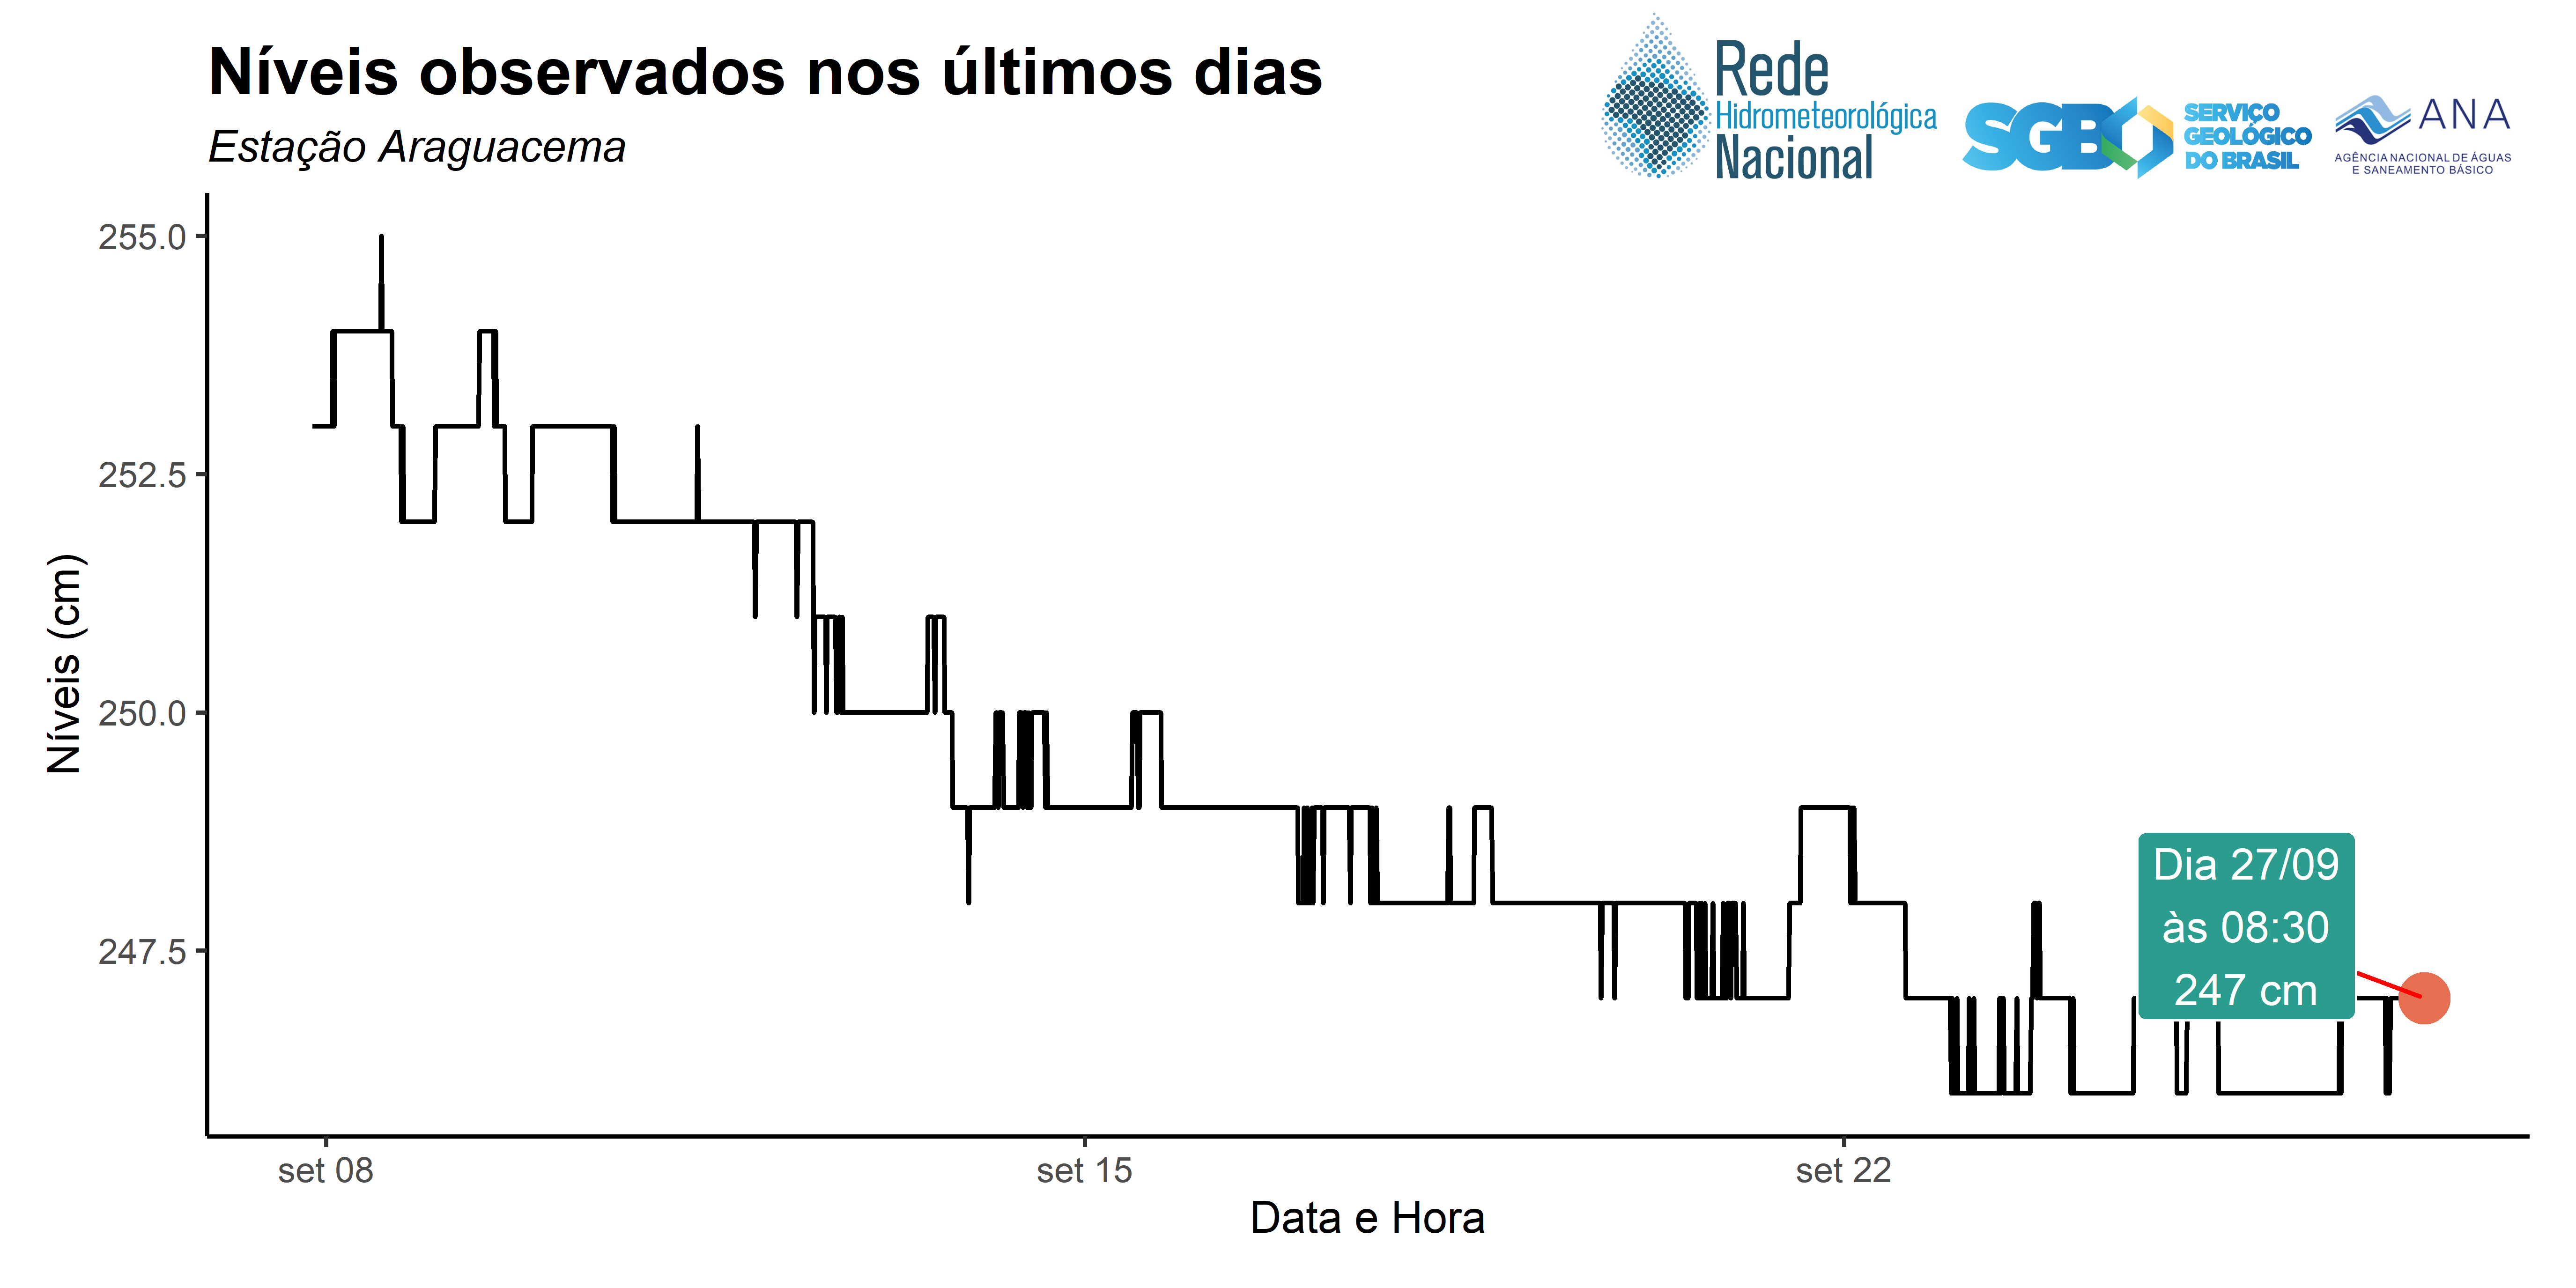 Níveis observados nos últimos dias
Estação Araguacema
Rede
Hidrometeorológica
Nacional
SGB
SERVIÇO
GEOLÓGICO
DO BRASIL
ANA
AGÊNCIA NACIONAL DE ÁGUAS
E SANEAMENTO BÁSICO
Níveis (cm)
255.0
252.5
250.0
247.5
Dia 27/09
às 08:30
247 cm
set 08
set 15
set 22
Data e Hora